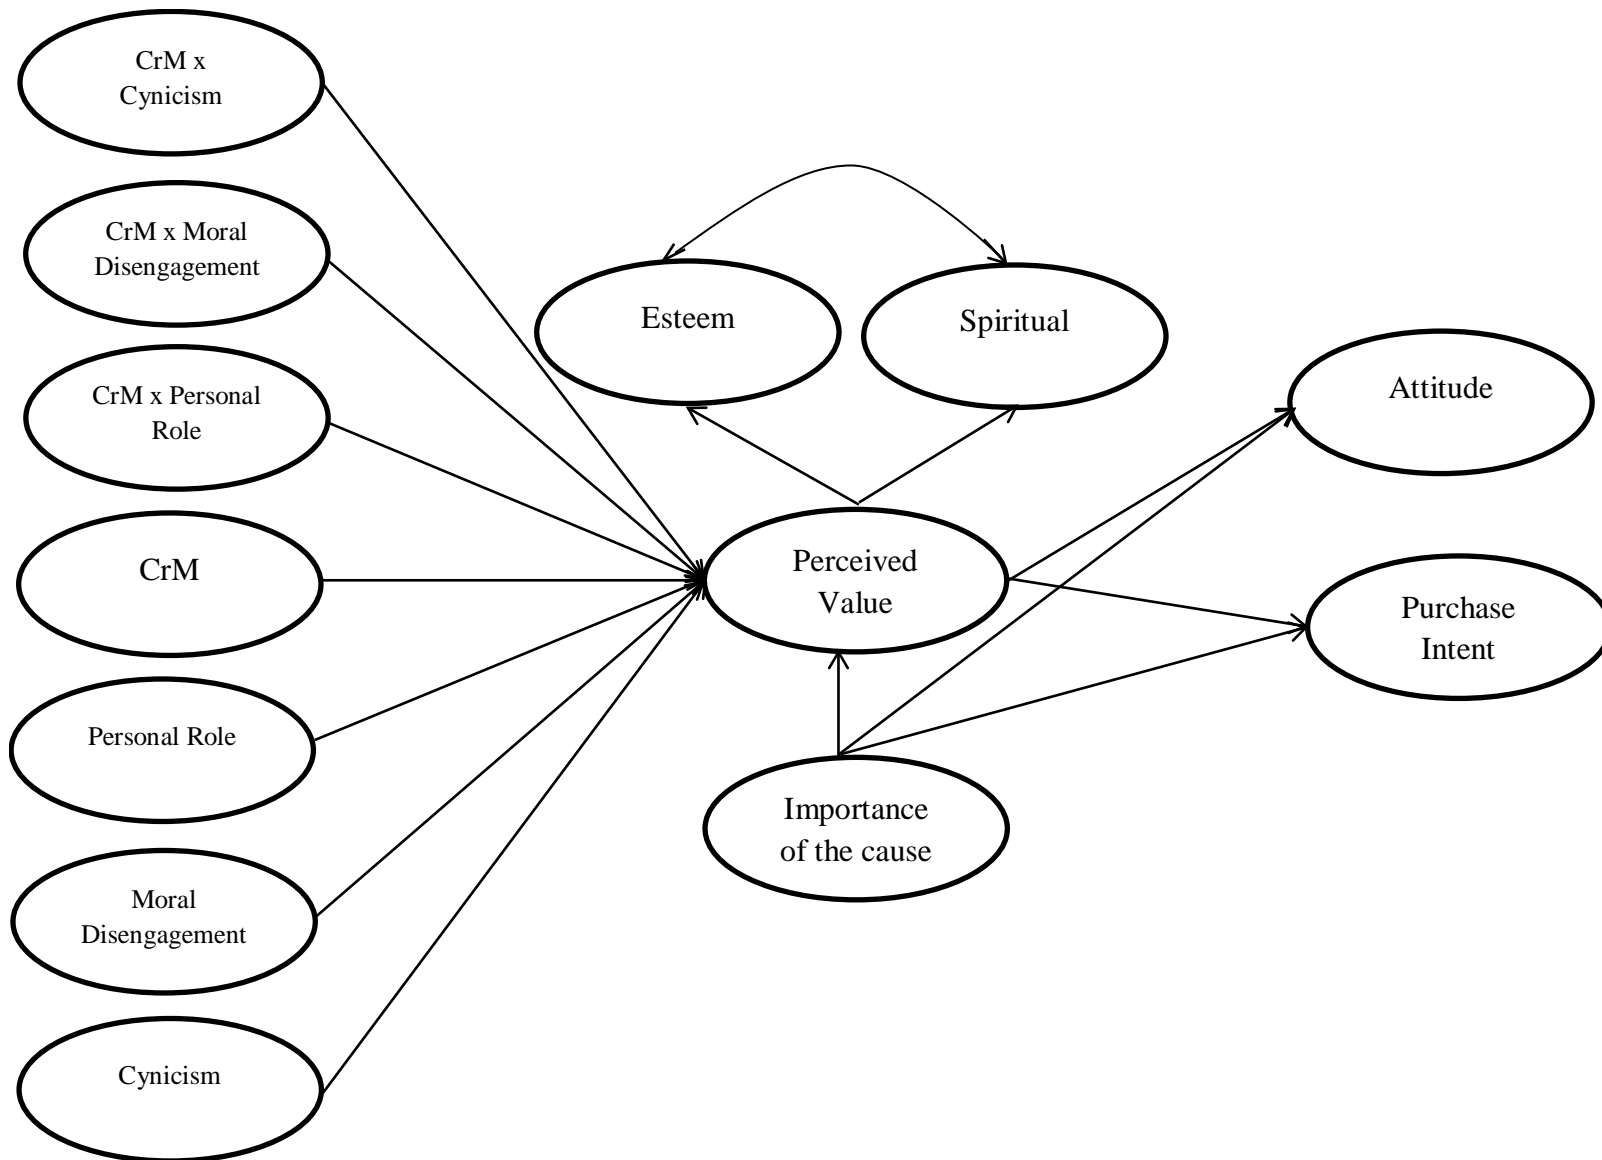 CrM x
Cynicism
CrM x Moral
Disengagement
CrM x Personal
Role
CrM
Personal Role
Moral
Disengagement
Cynicism
Esteem
Spiritual
Perceived
Value
Importance
of the cause
Attitude
Purchase
Intent